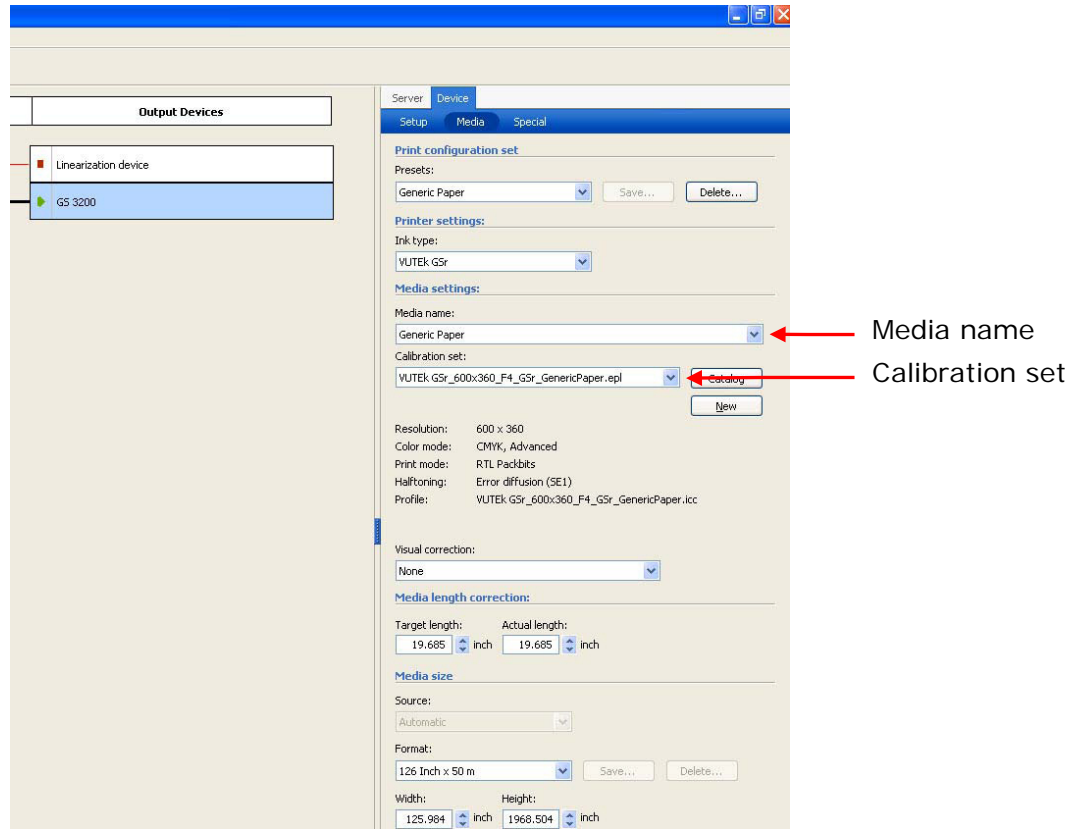 Output Devices
Linearization device
GS 3200
Server Device
Setup Media Special
Print configuration set
Presets:
Generic Paper Save... Delete...
Printer settings:
Ink type:
VUTEk GSr
Media settings:
Media name:
Generic Paper
Media name
Calibration set:
VUTEk GSr_600x360_F4_GSr_GenericPaper.epl Catalog
Calibration set
New
Resolution: 600 x 360
Color mode: CMYK, Advanced
Print mode: RTL Packbits
Halftoning: Error diffusion (SE1)
Profile: VUTEk GSr_600x360_F4_GSr_GenericPaper.icc
Visual correction:
None
Media length correction:
Target length: Actual length:
19.685 inch 19.685 inch
Media size
Source:
Automatic
Format:
126 Inch x 50 m Save... Delete...
Width: Height:
125.984 inch 1968.504 inch